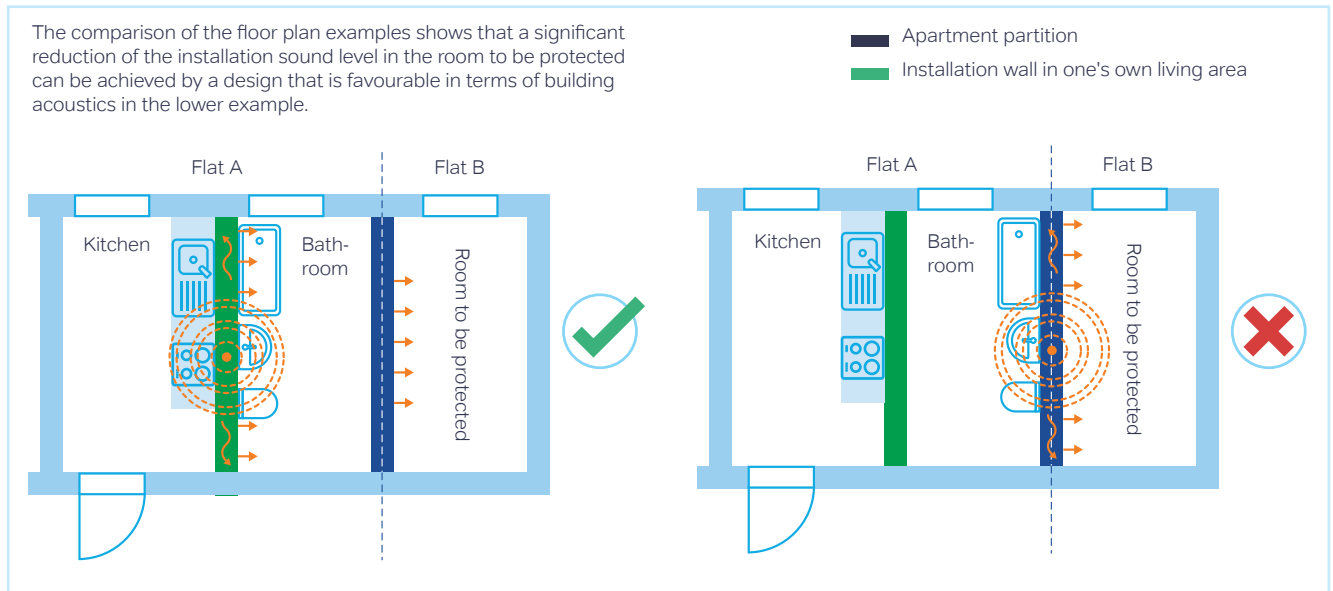 The comparison of the floor plan examples shows that a significant
reduction of the installation sound level in the room to be protected
can be achieved by a design that is favourable in terms of building
acoustics in the lower example.
Apartment partition
Installation wall in one's own living area
Flat A
Flat B
Kitchen
Bath-
room
Room to be protected
Flat A
Flat B
Kitchen
Bath-
room
Room to be protected